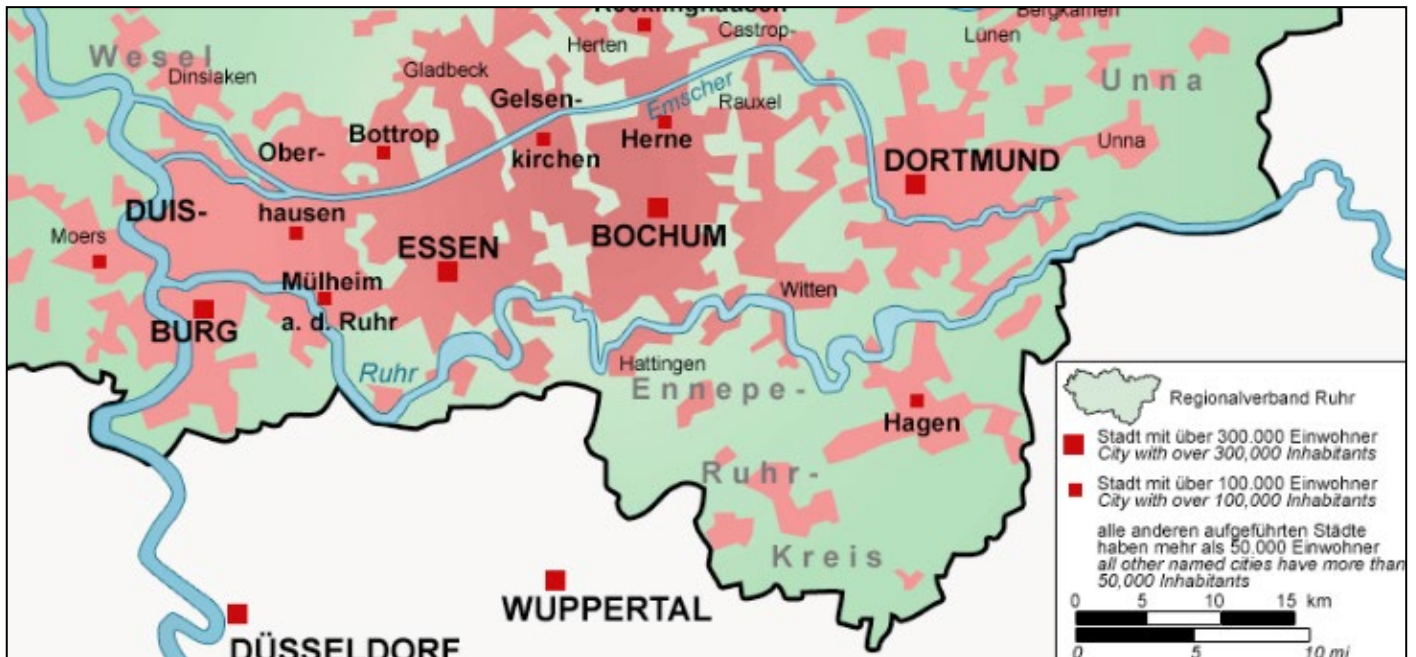 Recklinghausen
Bergkamen
Castrop-
Lünen
Herten
Wesel
Dinslaken
Gladbeck
Unna
Gelsen-
Emscher
Rauxel
Bottrop
Herne
Unna
Ober-
kirchen
DORTMUND
DUIS-
hausen
BOCHUM
Moers
ESSEN
Mülheim
Witten
a. d. Ruhr
BURG
Hattingen
Ruhr
Ennepe-
Hagen
Ruhr-
Kreis
WUPPERTAL
DÜSSELDORF
Regionalverband Ruhr
Stadt mit über 300.000 Einwohner
City with over 300,000 Inhabitants
Stadt mit über 100.000 Einwohner
City with over 100,000 Inhabitants
alle anderen aufgeführten Städte
haben mehr als 50.000 Einwohner
all other named cities have more than
50,000 Inhabitants
0 5 10 15 km
0 5 10 mi